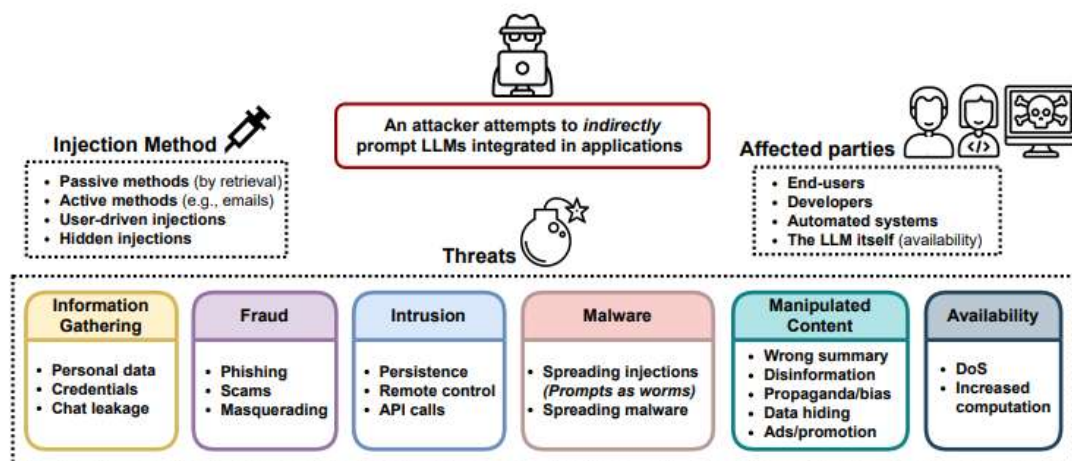 An attacker attempts to indirectly
prompt LLMs integrated in applications
Injection Method
• Passive methods (by retrieval)
• Active methods (e.g., emails)
• User-driven injections
• Hidden injections
Affected parties
• End-users
• Developers
• Automated systems
• The LLM itself (availability)
Threats
Information
Gathering
• Personal data
• Credentials
• Chat leakage
Fraud
• Phishing
• Scams
• Masquerading
Intrusion
• Persistence
• Remote control
• API calls
Malware
• Spreading injections
(Prompts as worms)
• Spreading malware
Manipulated
Content
• Wrong summary
• Disinformation
• Propaganda/bias
• Data hiding
• Ads/promotion
Availability
• DoS
• Increased
computation